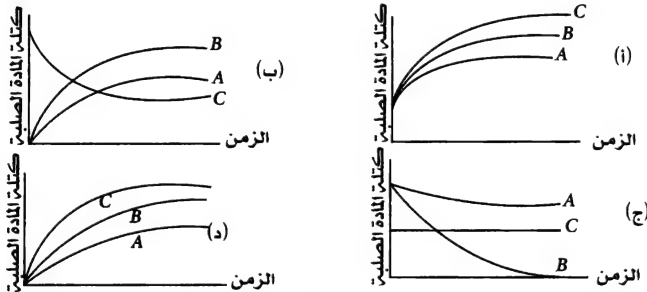 كتلة المادة الصلبة
C
B
A
(أ)
الزمن
كتلة المادة الصلبة
B
A
C
(ب)
الزمن
كتلة المادة الصلبة
A
C
B
(ج)
الزمن
كتلة المادة الصلبة
C
B
A
(د)
الزمن